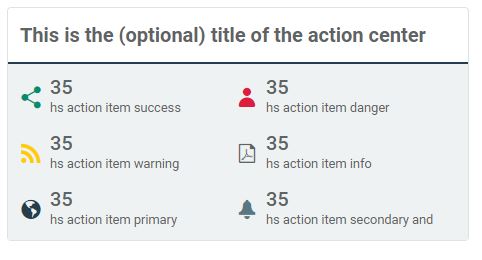 This is the (optional) title of the action center
35
hs action item success
35
hs action item danger
35
hs action item warning
35
hs action item info
35
hs action item primary
35
hs action item secondary and